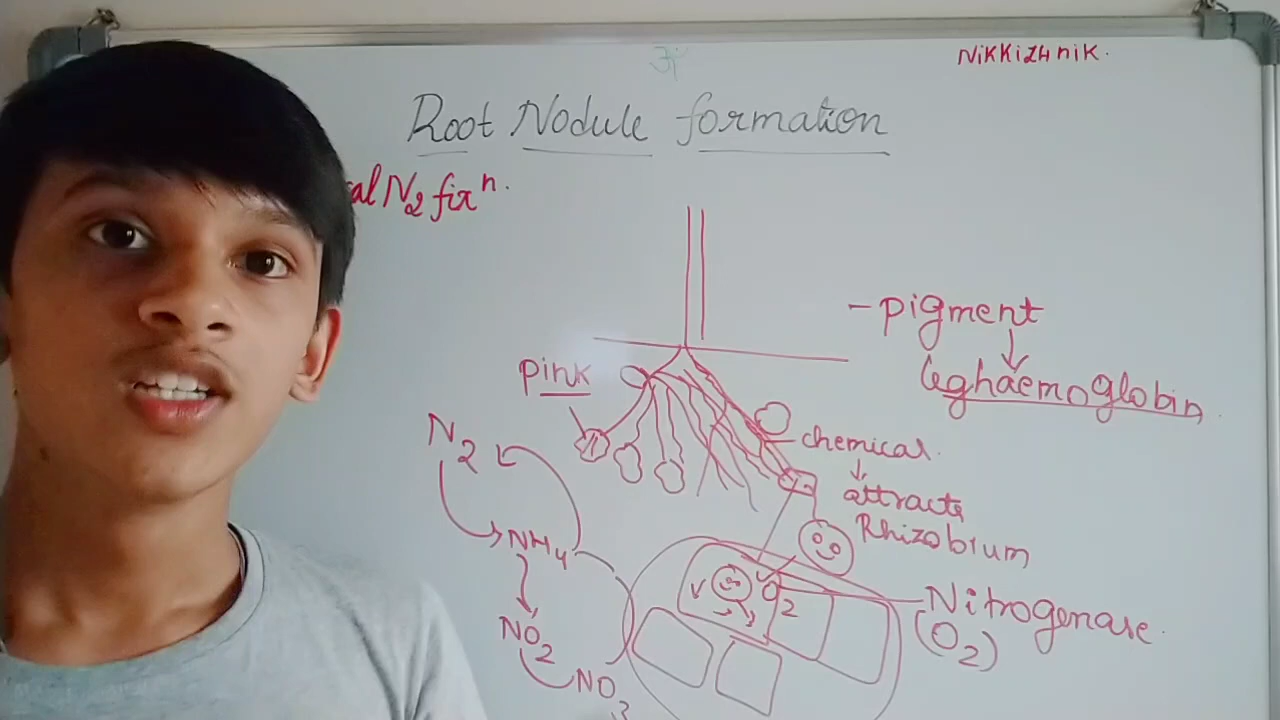 NiKKiZHniK.
Root Nodule formation
al N2 fixn.
- pigment
leghaemoglobin
pink
chemical
attracts
Rhizobium
N2
NH4
NO2
NO3
O2
Nitrogenase
(O2)